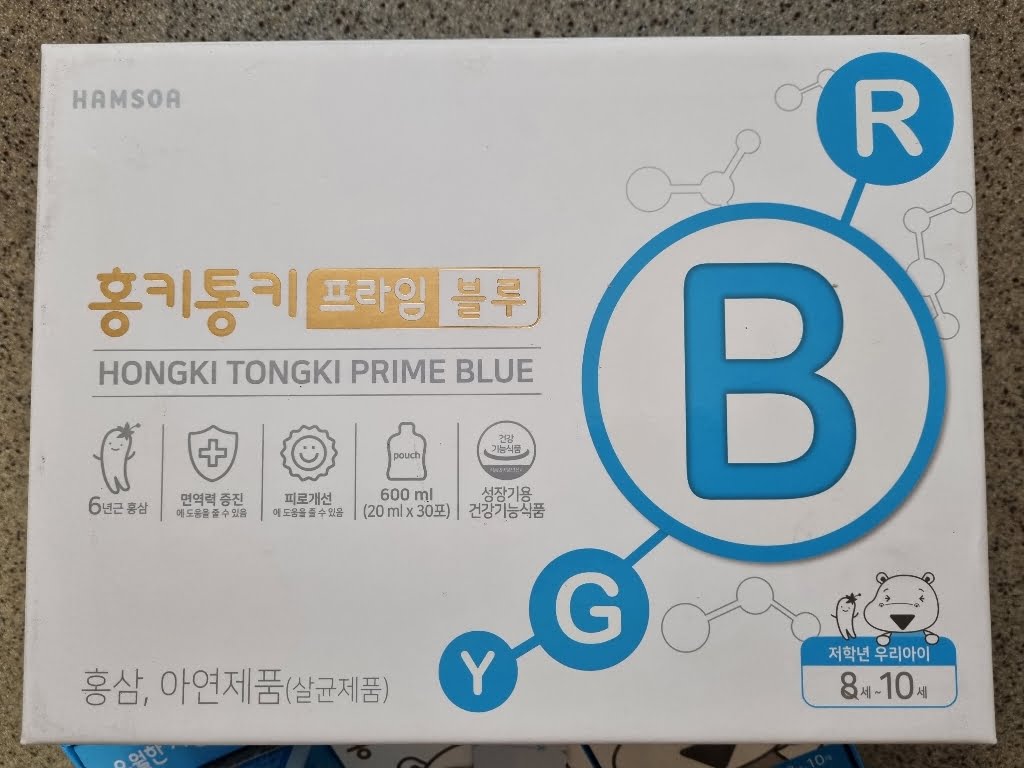 HAMSOA
R
B
G
Y
홍키통키 프라임 블루
HONGKI TONGKI PRIME BLUE
6년근 홍삼
면역력 증진
에 도움을 줄 수 있음
피로개선
에 도움을 줄 수 있음
pouch
600 ml
(20 ml x 30포)
건강
기능식품
성장기용
건강기능식품
홍삼, 아연제품(살균제품)
저학년 우리아이
8세~10세